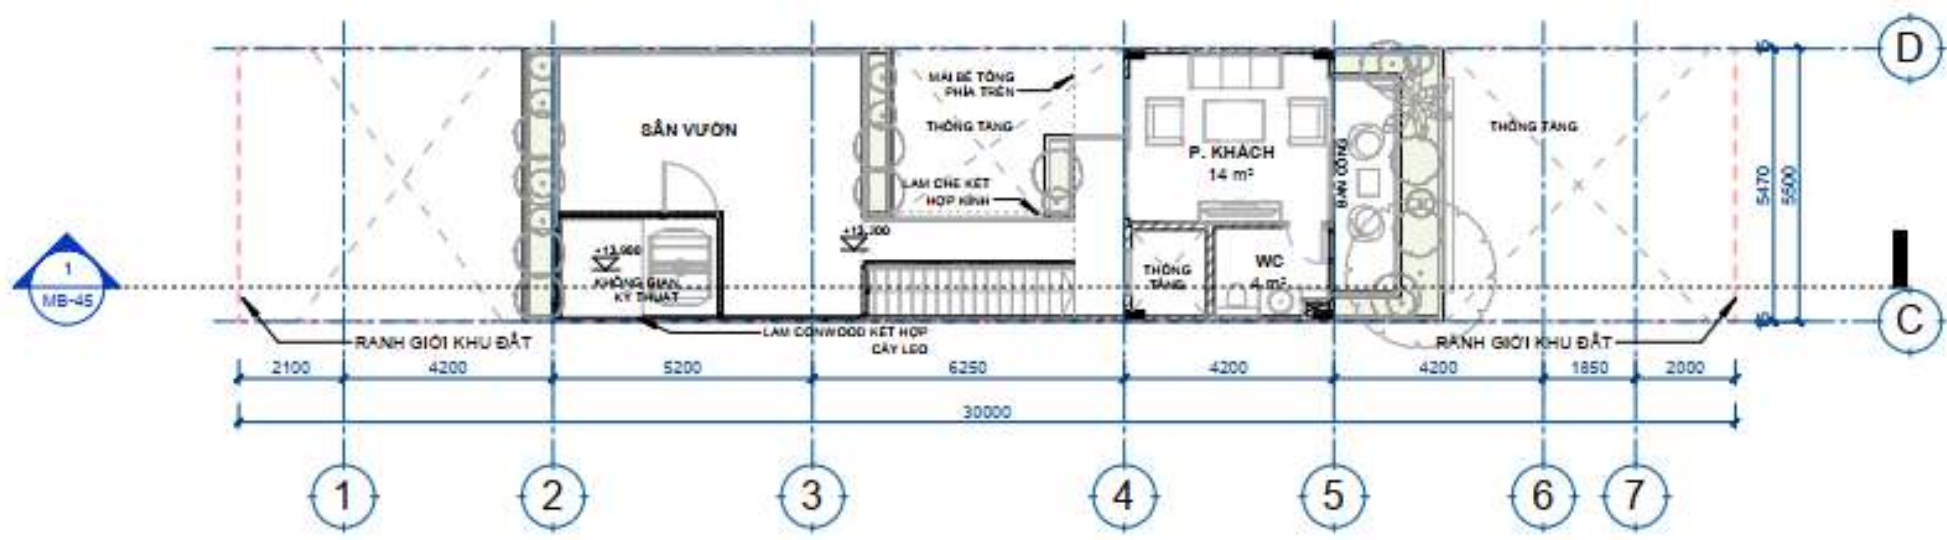 D
MÁI BÊ TÔNG
PHÍA TRÊN
SÂN VƯỜN
THÔNG TẦNG
THÔNG TẦNG
P. KHÁCH
14 m²
BAN CÔNG
LAM CHE KẾT
HỢP KÍNH
5470
5500
+13.300
KHÔNG GIAN
KỸ THUẬT
THÔNG
TẦNG
WC
4 m²
1
MB-45
C
LAM CONWOOD KẾT HỢP
CÂY LEO
RANH GIỚI KHU ĐẤT
RANH GIỚI KHU ĐẤT
2100
4200
5200
6250
4200
4200
1850
2000
30000
1
2
3
4
5
6
7